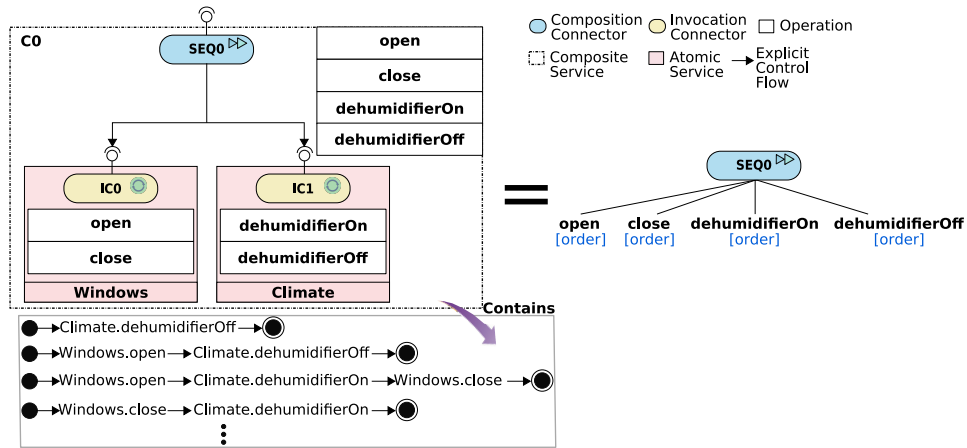 C0
SEQ0
open
close
dehumidifierOn
dehumidifierOff
IC0
open
close
Windows
IC1
dehumidifierOn
dehumidifierOff
Climate
Composition
Connector
Invocation
Connector
Operation
Composite
Service
Atomic
Service
Explicit
Control
Flow
=
SEQ0
open
[order]
close
[order]
dehumidifierOn
[order]
dehumidifierOff
[order]
Contains
Climate.dehumidifierOff
Windows.open Climate.dehumidifierOff
Windows.open Climate.dehumidifierOn Windows.close
Windows.close Climate.dehumidifierOn